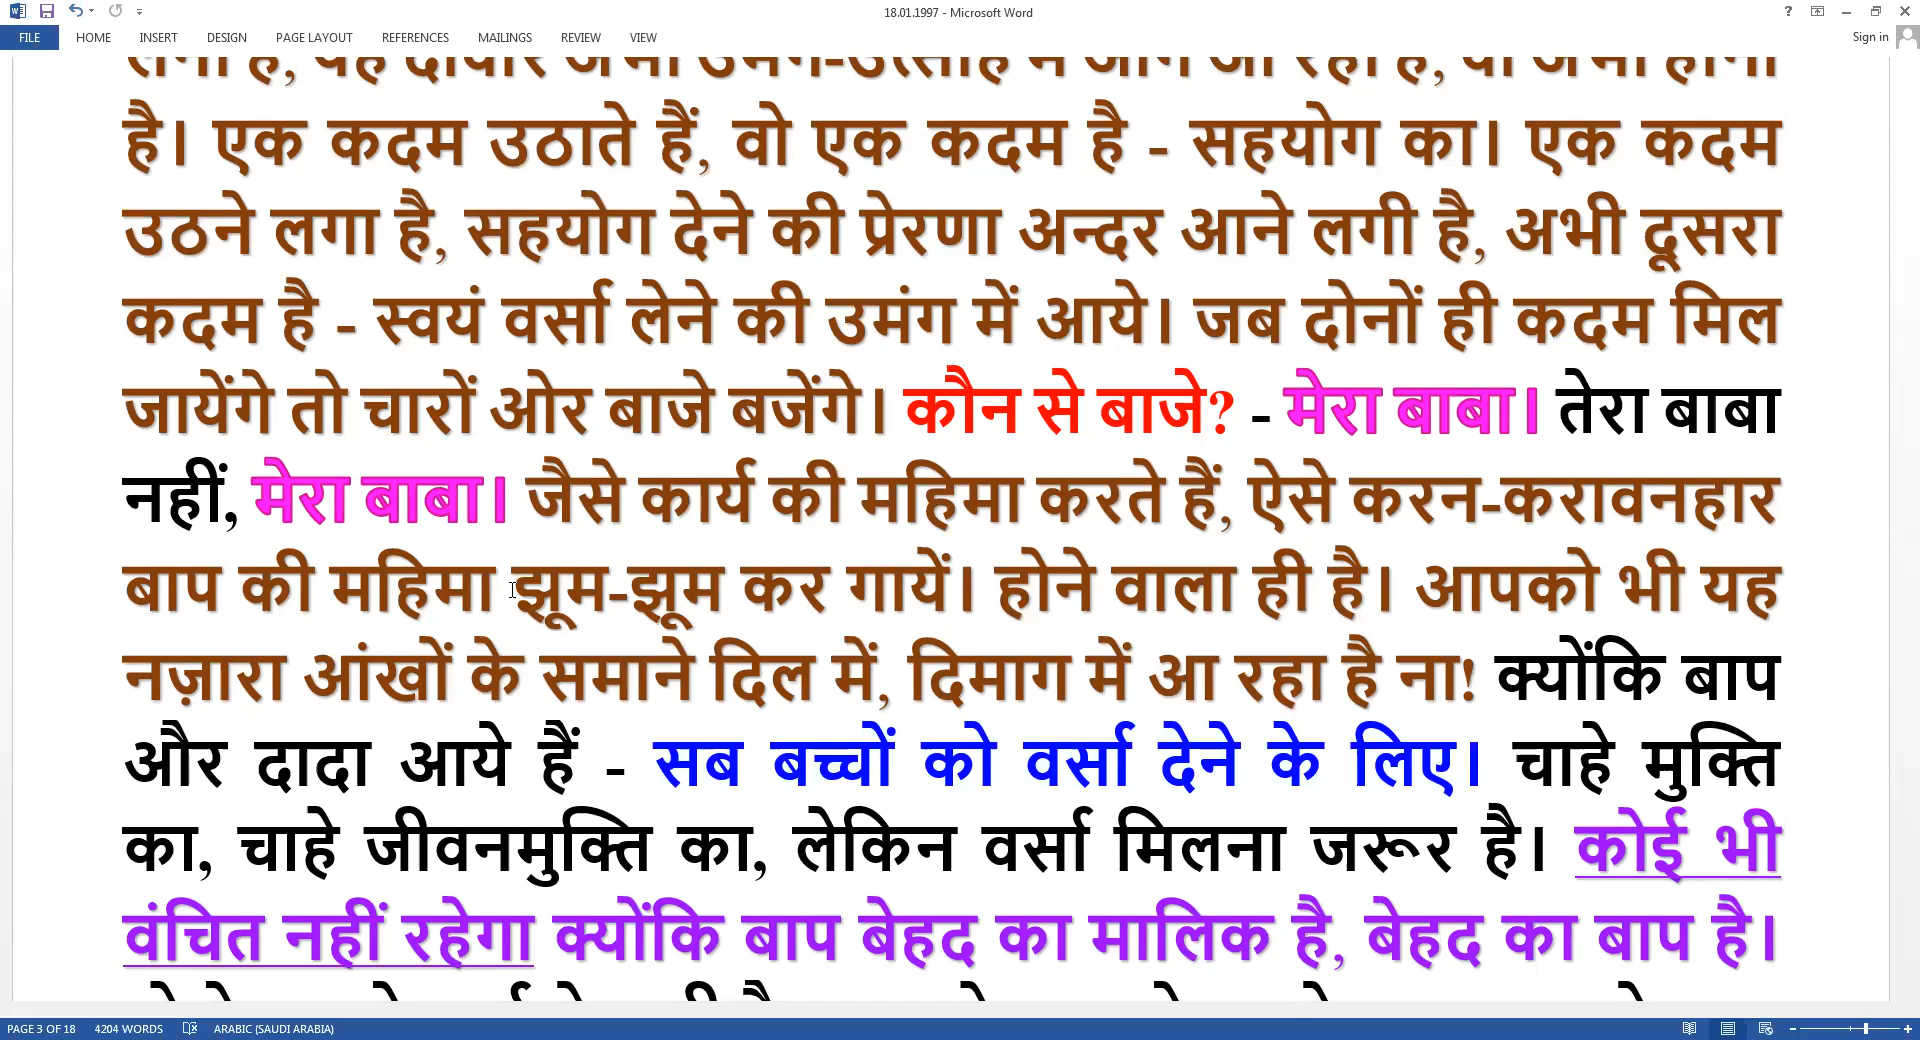 18.01.1997 - Microsoft Word
FILE HOME INSERT DESIGN PAGE LAYOUT REFERENCES MAILINGS REVIEW VIEW Sign in
है। एक कदम उठाते हैं, वो एक कदम है - सहयोग का। एक कदम
उठने लगा है, सहयोग देने की प्रेरणा अन्दर आने लगी है, अभी दूसरा
कदम है - स्वयं वर्सा लेने की उमंग में आये। जब दोनों ही कदम मिल
जायेंगे तो चारों ओर बाजे बजेंगे। कौन से बाजे? - मेरा बाबा। तेरा बाबा
नहीं, मेरा बाबा। जैसे कार्य की महिमा करते हैं, ऐसे करन-करावनहार
बाप की महिमा झूम-झूम कर गायें। होने वाला ही है। आपको भी यह
नज़ारा आंखों के समाने दिल में, दिमाग में आ रहा है ना! क्योंकि बाप
और दादा आये हैं - सब बच्चों को वर्सा देने के लिए। चाहे मुक्ति
का, चाहे जीवनमुक्ति का, लेकिन वर्सा मिलना जरूर है। कोई भी
वंचित नहीं रहेगा क्योंकि बाप बेहद का मालिक है, बेहद का बाप है।
PAGE 3 OF 18 4204 WORDS ARABIC (SAUDI ARABIA)